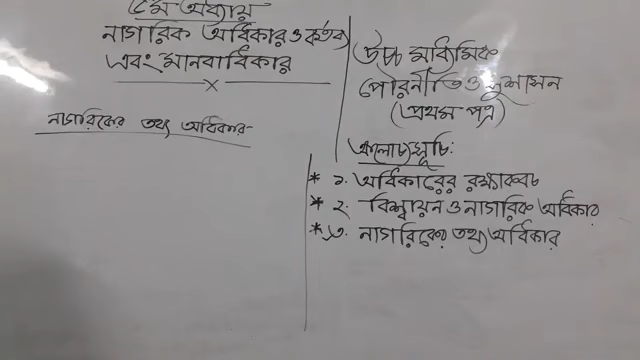 ৫ম অধ্যায়
নাগরিক অধিকার ও কর্তব্য
এবং মানবাধিকার
নাগরিকের তথ্য অধিকার-
উচ্চ মাধ্যমিক
পৌরনীতি ও সুশাসন
(প্রথম পত্র)
আলোচ্যসূচি:
* ১. অধিকারের রক্ষাকবচ
* ২. বিশ্বায়ন ও নাগরিক অধিকার
* ৩. নাগরিকের তথ্য অধিকার